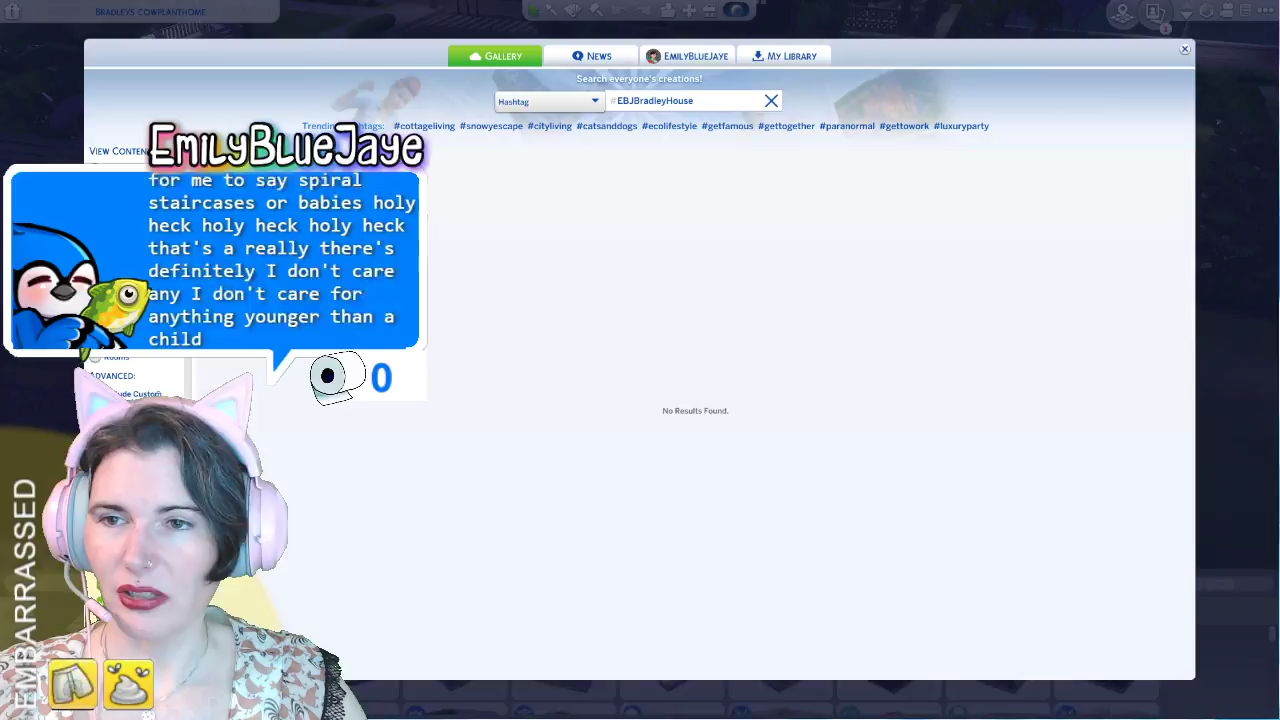 BRADLEYS COWPLANTHOME
GALLERY
NEWS
EMILYBLUEJAYE
MY LIBRARY
Search everyone's creations!
Hashtag
#EBJBradleyHouse
#cottageliving #snowyescape #cityliving #catsanddogs #ecolifestyle #getfamous #gettogether #paranormal #gettowork #luxuryparty
EmilyBlueJaye
for me to say spiral
staircases or babies holy
heck holy heck holy heck
that's a really there's
definitely I don't care
any I don't care for
anything younger than a
child
Rooms
ADVANCED:
0
No Results Found.
EMBARRASSED
1